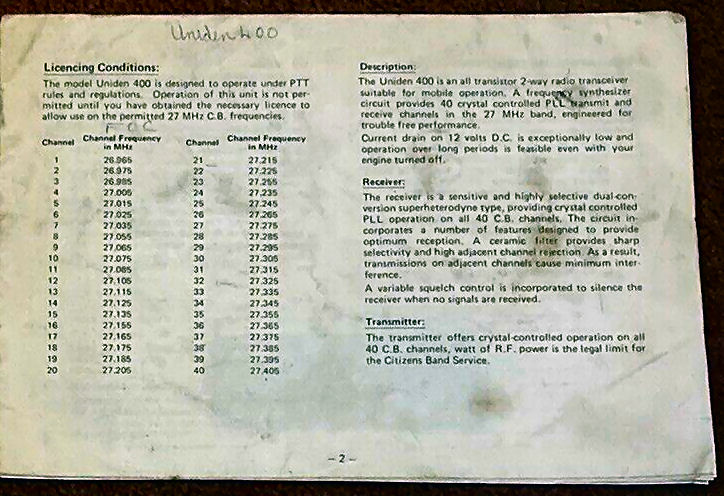 Uniden 400
Licencing Conditions:
The model Uniden 400 is designed to operate under PTT
rules and regulations. Operation of this unit is not per-
mitted until you have obtained the necessary licence to
allow use on the permitted 27 MHz C.B. frequencies.
Channel Channel Frequency in MHz Channel Channel Frequency in MHz
1 26.965 21 27.215
2 26.975 22 27.225
3 26.985 23 27.255
4 27.005 24 27.235
5 27.015 25 27.245
6 27.025 26 27.265
7 27.035 27 27.275
8 27.055 28 27.285
9 27.065 29 27.295
10 27.075 30 27.305
11 27.085 31 27.315
12 27.105 32 27.325
13 27.115 33 27.335
14 27.125 34 27.345
15 27.135 35 27.355
16 27.155 36 27.365
17 27.165 37 27.375
18 27.175 38 27.385
19 27.185 39 27.395
20 27.205 40 27.405
Description:
The Uniden 400 is an all transistor 2-way radio transceiver
suitable for mobile operation. A frequency synthesizer
circuit provides 40 crystal controlled PLL transmit and
receive channels in the 27 MHz band, engineered for
trouble free performance.
Current drain on 12 volts D.C. is exceptionally low and
operation over long periods is feasible even with your
engine turned off.
Receiver:
The receiver is a sensitive and highly selective dual-con-
version superheterodyne type, providing crystal controlled
PLL operation on all 40 C.B. channels. The circuit in-
corporates a number of features designed to provide
optimum reception. A ceramic filter provides sharp
selectivity and high adjacent channel rejection. As a result,
transmissions on adjacent channels cause minimum inter-
ference.
A variable squelch control is incorporated to silence the
receiver when no signals are received.
Transmitter:
The transmitter offers crystal-controlled operation on all
40 C.B. channels, watt of R.F. power is the legal limit for
the Citizens Band Service.
– 2 –